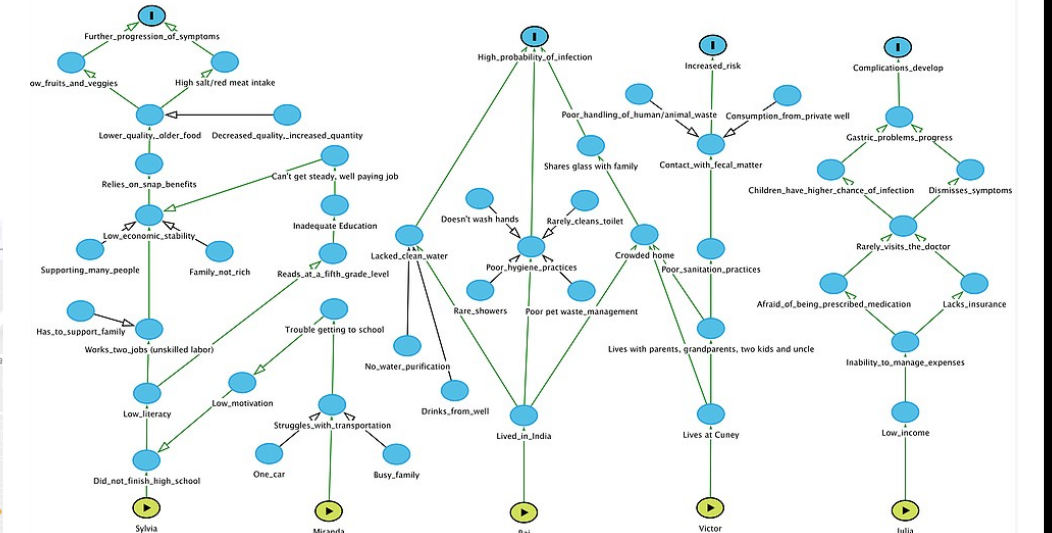 Further_progression_of_symptoms
ow_fruits_and_veggies
High salt/red meat intake
Lower_quality,_older_food
Decreased_quality,_increased_quantity
Relies_on_snap_benefits
Can't get steady, well paying job
Low_economic_stability
Inadequate Education
Supporting_many_people
Family_not_rich
Reads_at_a_fifth_grade_level
Has_to_support_family
Works_two_jobs (unskilled labor)
Trouble getting to school
Low_literacy
Low_motivation
Struggles_with_transportation
One_car
Busy_family
Did_not_finish_high_school
Sylvia
Miranda
High_probability_of_infection
Shares glass with family
Doesn't wash hands
Rarely_cleans_toilet
Lacked_clean_water
Poor_hygiene_practices
Crowded home
Rare_showers
Poor pet waste_management
No_water_purification
Drinks_from_well
Lived_in_India
Increased_risk
Poor_handling_of_human/animal_waste
Consumption_from_private well
Contact_with_fecal_matter
Poor_sanitation_practices
Lives with parents, grandparents, two kids and uncle
Lives at Cuney
Victor
Complications_develop
Gastric_problems_progress
Children_have_higher_chance_of_infection
Dismisses_symptoms
Rarely_visits_the_doctor
Afraid_of_being_prescribed_medication
Lacks_insurance
Inability_to_manage_expenses
Low_income
Julia